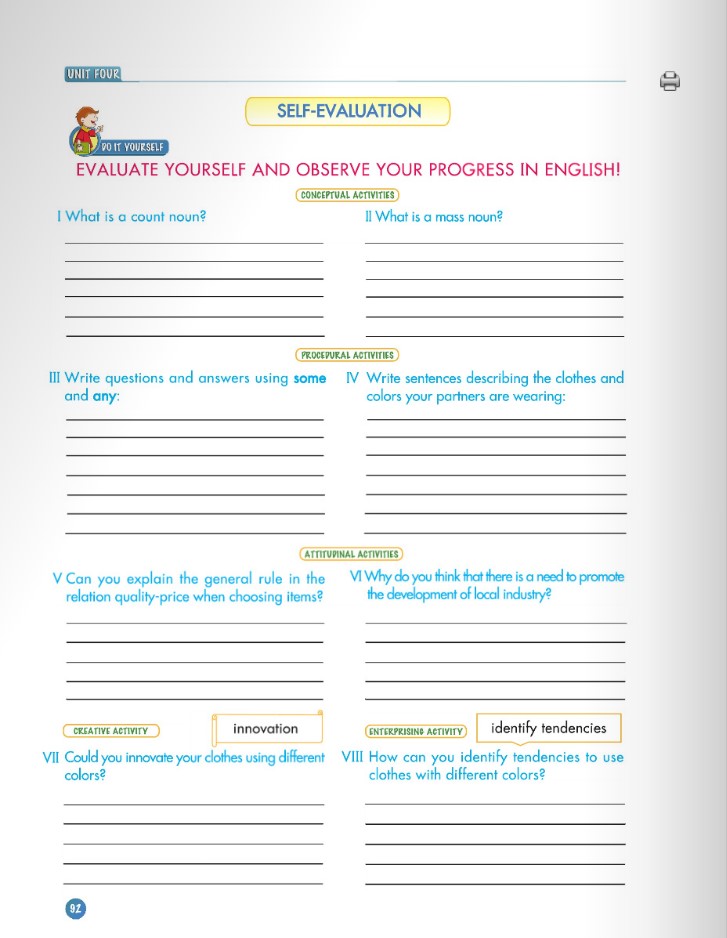 UNIT FOUR
SELF-EVALUATION
DO IT YOURSELF
EVALUATE YOURSELF AND OBSERVE YOUR PROGRESS IN ENGLISH!
CONCEPTUAL ACTIVITIES
I What is a count noun?
II What is a mass noun?
PROCEDURAL ACTIVITIES
III Write questions and answers using some
and any:
IV Write sentences describing the clothes and
colors your partners are wearing:
ATTITUDINAL ACTIVITIES
V Can you explain the general rule in the
relation quality-price when choosing items?
VI Why do you think that there is a need to promote
the development of local industry?
CREATIVE ACTIVITY
innovation
VII Could you innovate your clothes using different
colors?
ENTERPRISING ACTIVITY
identify tendencies
VIII How can you identify tendencies to use
clothes with different colors?
92